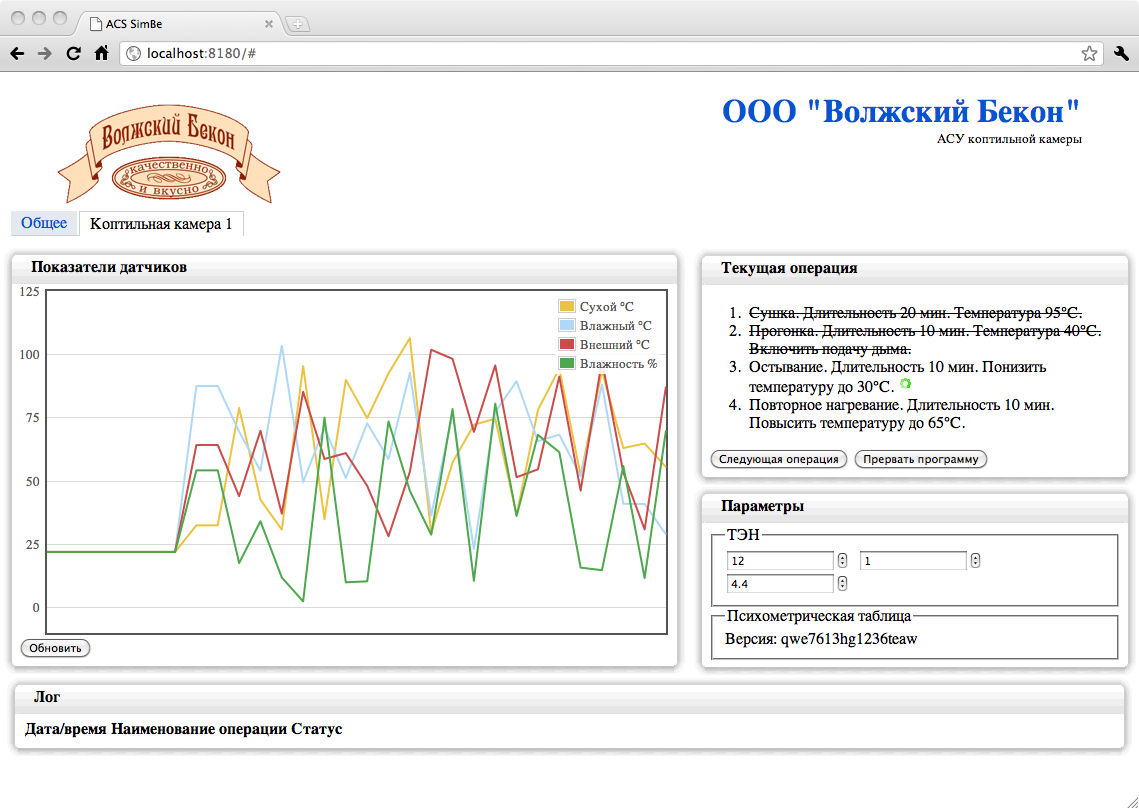 ACS SimBe
localhost:8180/#
Волжский Бекон
качественно
и вкусно
ООО "Волжский Бекон"
АСУ коптильной камеры
Общее
Коптильная камера 1
Показатели датчиков
125
100
75
50
25
0
Сухой °C
Влажный °C
Внешний °C
Влажность %
Обновить
Текущая операция
1. Сушка. Длительность 20 мин. Температура 95°C.
2. Прогонка. Длительность 10 мин. Температура 40°C.
Включить подачу дыма.
3. Остывание. Длительность 10 мин. Понизить
температуру до 30°C.
4. Повторное нагревание. Длительность 10 мин.
Повысить температуру до 65°C.
Следующая операция
Прервать программу
Параметры
ТЭН
12
1
4.4
Психометрическая таблица
Версия: qwe7613hg1236teaw
Лог
Дата/время Наименование операции Статус